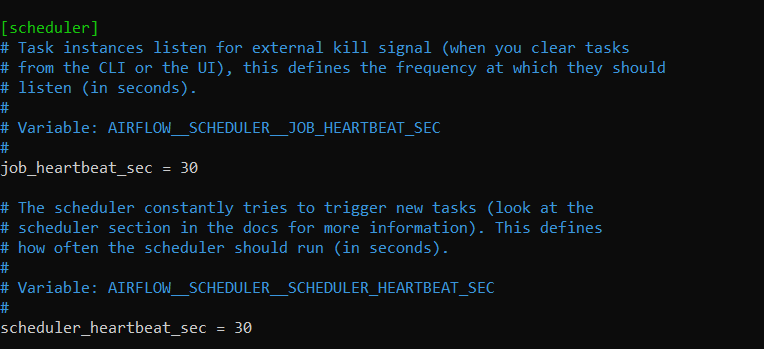 [scheduler]
# Task instances listen for external kill signal (when you clear tasks
# from the CLI or the UI), this defines the frequency at which they should
# listen (in seconds).
#
# Variable: AIRFLOW__SCHEDULER__JOB_HEARTBEAT_SEC
#
job_heartbeat_sec = 30

# The scheduler constantly tries to trigger new tasks (look at the
# scheduler section in the docs for more information). This defines
# how often the scheduler should run (in seconds).
#
# Variable: AIRFLOW__SCHEDULER__SCHEDULER_HEARTBEAT_SEC
#
scheduler_heartbeat_sec = 30